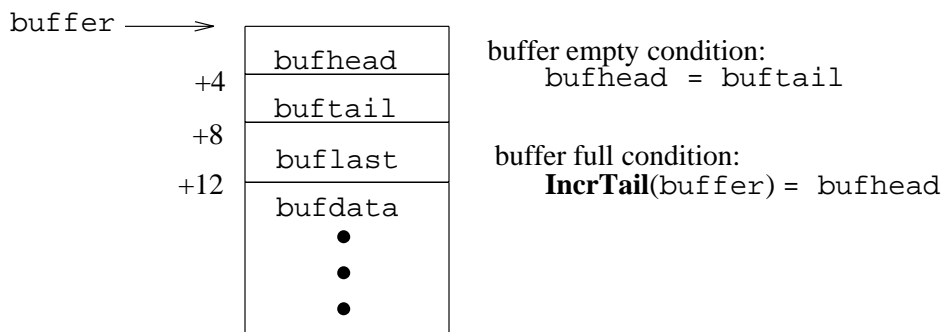 buffer
bufhead
+4
buftail
+8
buflast
+12
bufdata
buffer empty condition:
bufhead = buftail
buffer full condition:
IncrTail(buffer) = bufhead